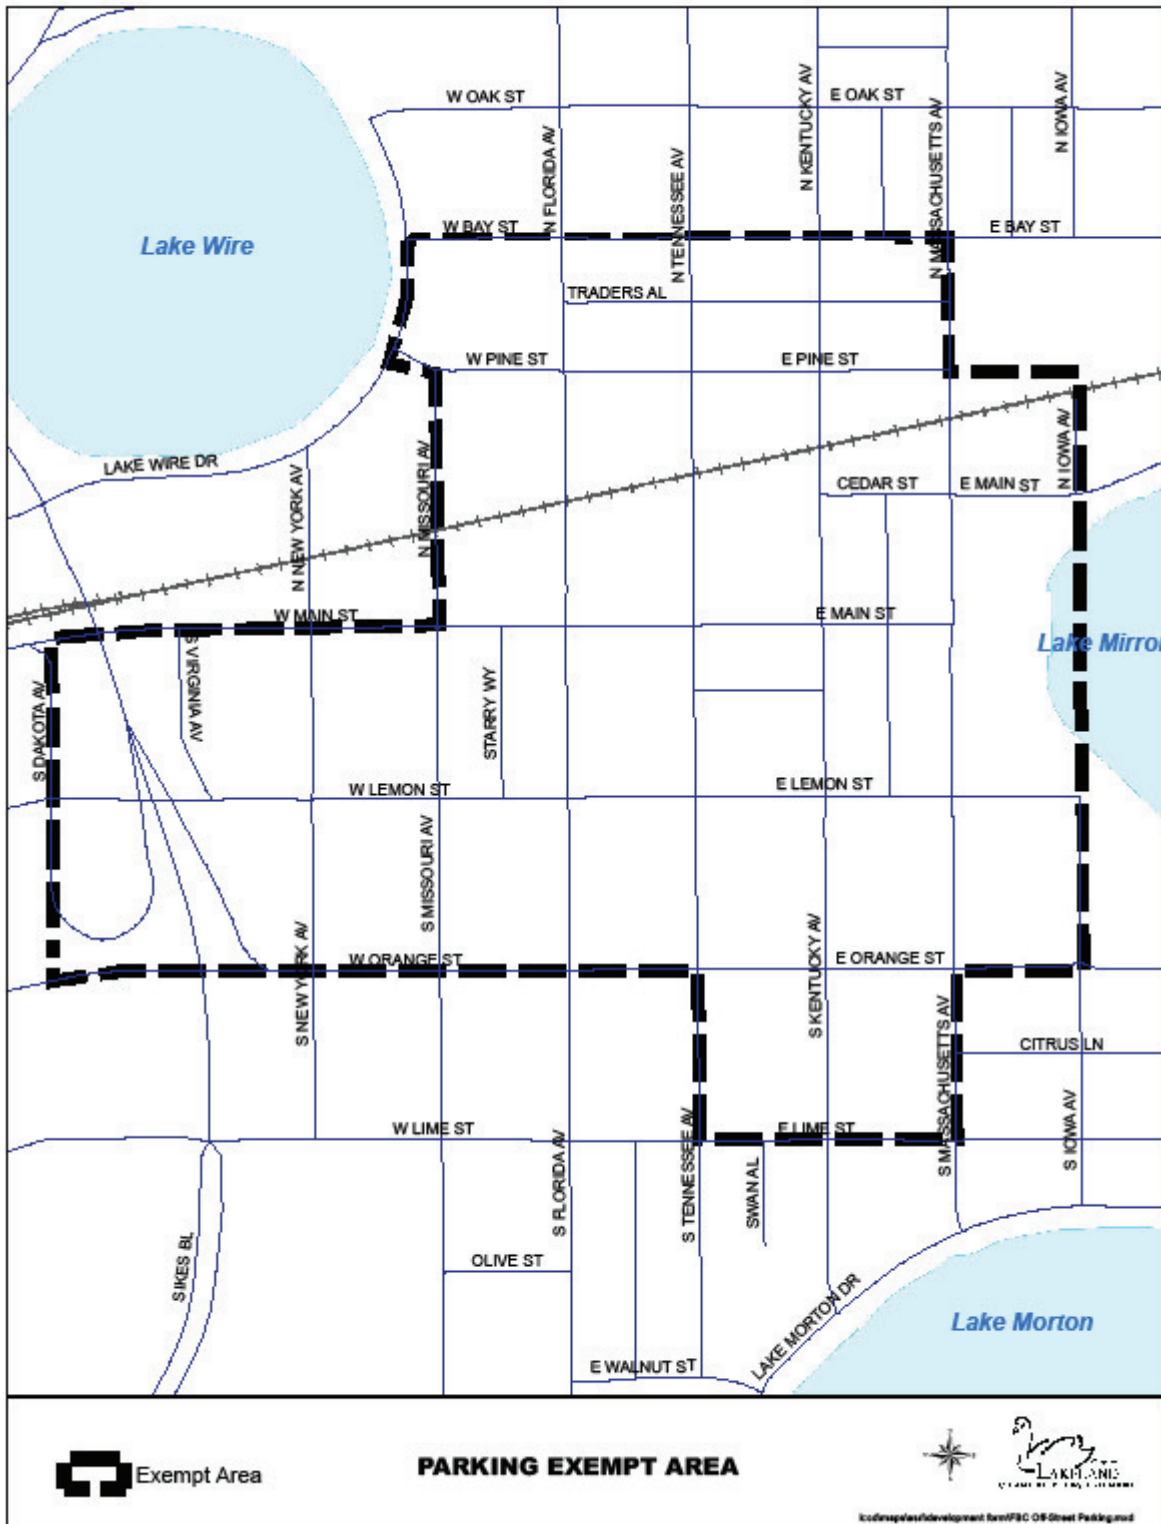 W OAK ST
E OAK ST
N FLORIDA AV
N TENNESSEE AV
N KENTUCKY AV
N MASSACHUSETTS AV
N IOWA AV
Lake Wire
W BAY ST
E BAY ST
TRADERS AL
W PINE ST
E PINE ST
LAKE WIRE DR
N NEW YORK AV
N MISSOURI AV
CEDAR ST
E MAIN ST
N IOWA AV
W MAIN ST
E MAIN ST
Lake Mirro
S DAKOTA AV
S VIRGINIA AV
STARRY WY
W LEMON ST
E LEMON ST
S MISSOURI AV
S NEW YORK AV
W ORANGE ST
S KENTUCKY AV
E ORANGE ST
S MASSACHUSETTS AV
CITRUS LN
W LIME ST
E LIME ST
S FLORIDA AV
S TENNESSEE AV
SWAN AL
S IOWA AV
SIKES BL
OLIVE ST
LAKE MORTON DR
Lake Morton
E WALNUT ST
Exempt Area
PARKING EXEMPT AREA
LAKELAND